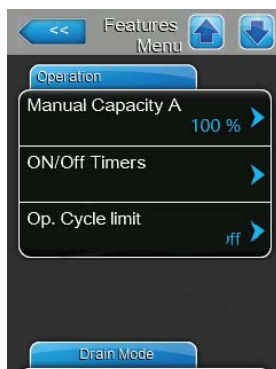 <<
Features
Menu
Operation
Manual Capacity A
100 %
ON/Off Timers
Op. Cycle limit
Drain Mode